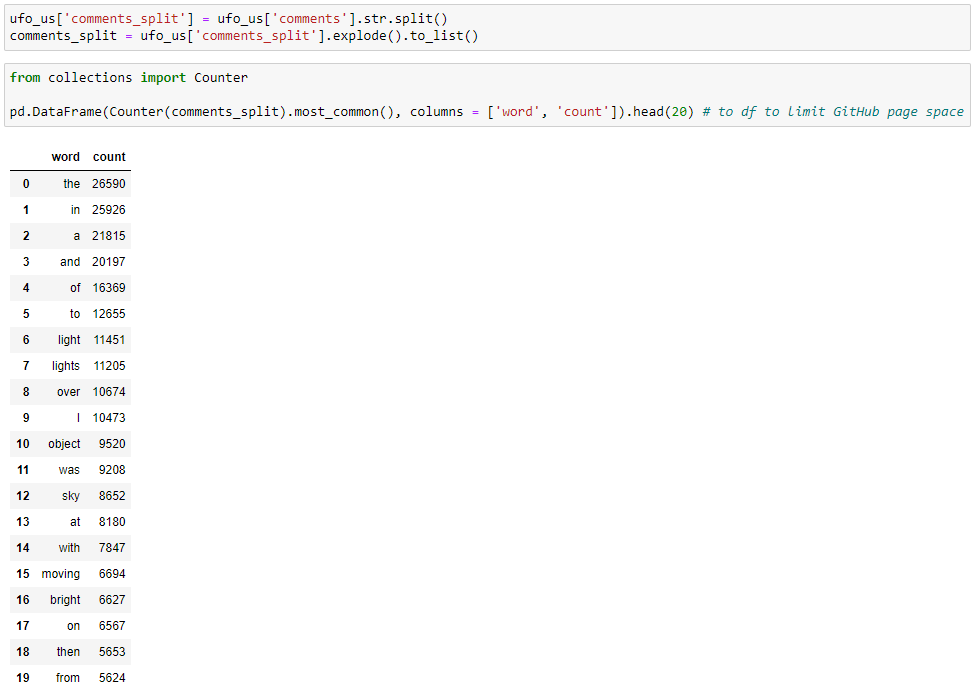 ufo_us['comments_split'] = ufo_us['comments'].str.split()
comments_split = ufo_us['comments_split'].explode().to_list()
from collections import Counter
pd.DataFrame(Counter(comments_split).most_common(), columns = ['word', 'count']).head(20) # to df to limit GitHub page space
word count
0 the 26590
1 in 25926
2 a 21815
3 and 20197
4 of 16369
5 to 12655
6 light 11451
7 lights 11205
8 over 10674
9 I 10473
10 object 9520
11 was 9208
12 sky 8652
13 at 8180
14 with 7847
15 moving 6694
16 bright 6627
17 on 6567
18 then 5653
19 from 5624